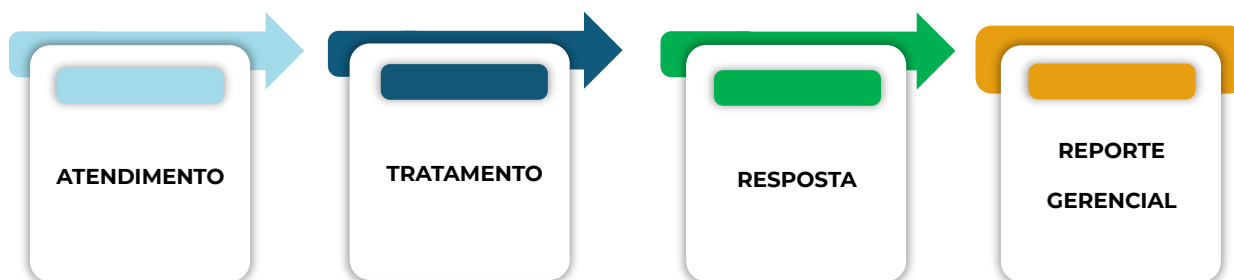 ATENDIMENTO
TRATAMENTO
RESPOSTA
REPORTE
GERENCIAL